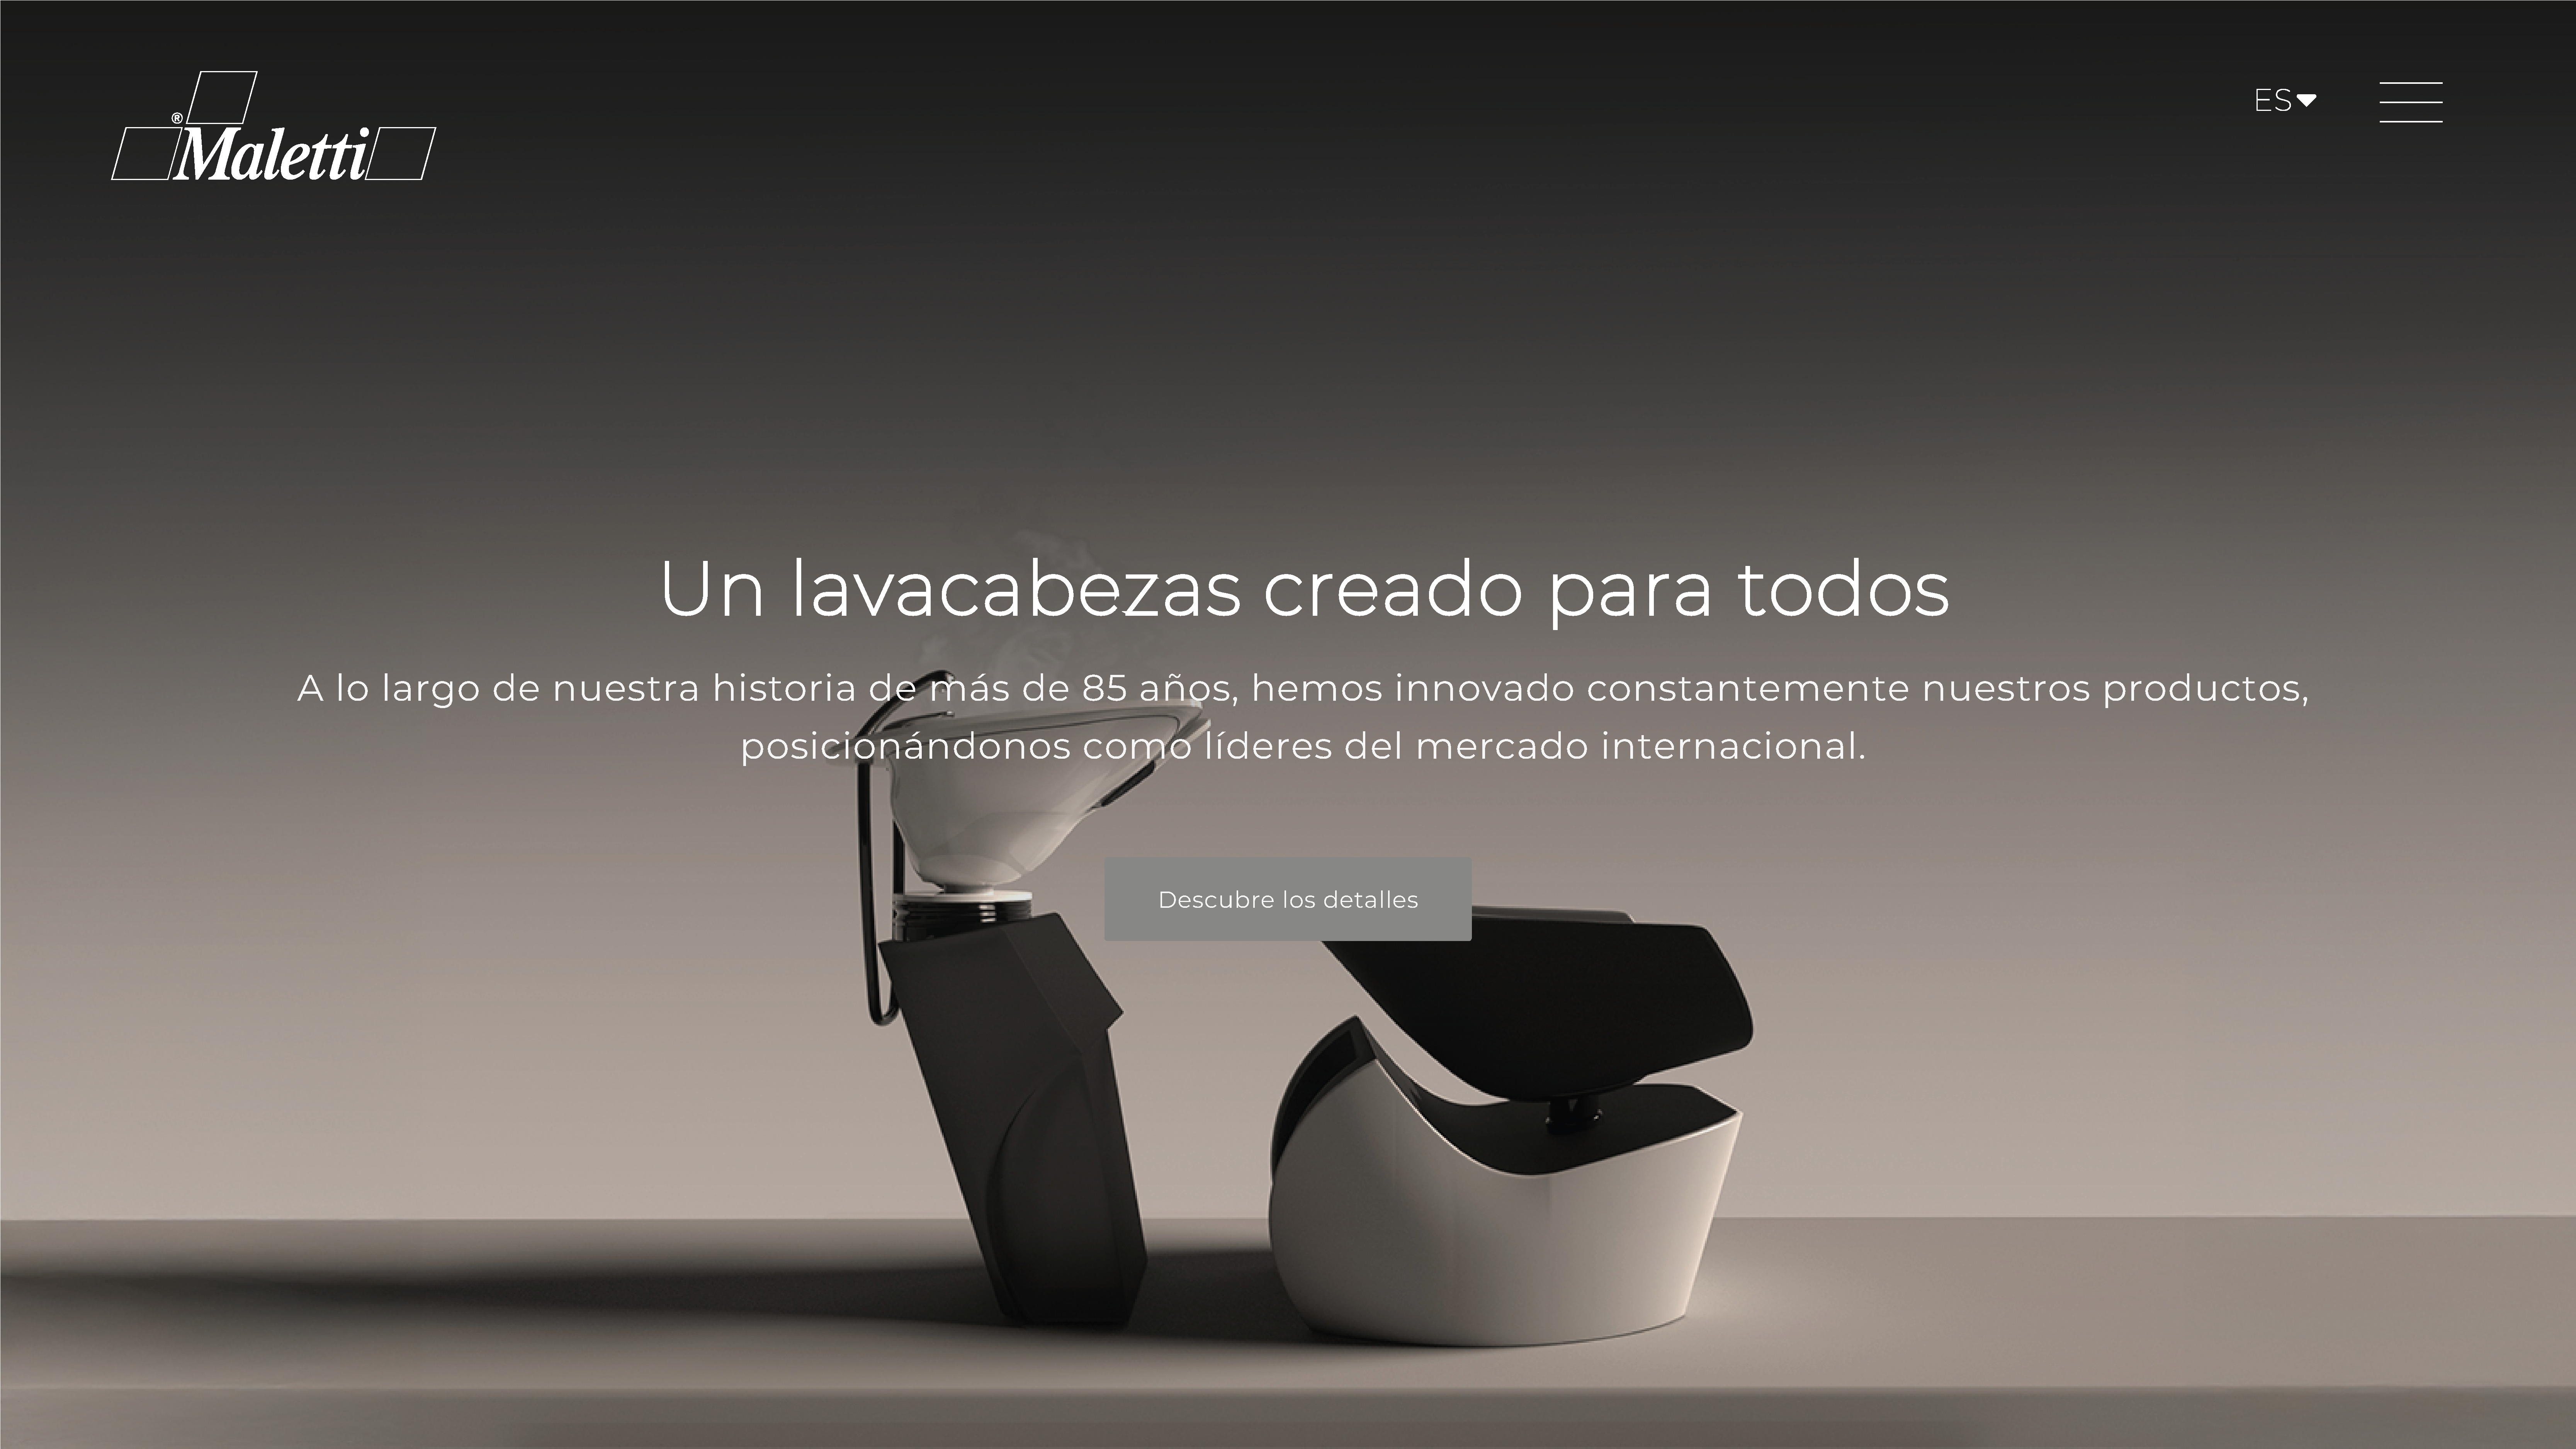 ®
Maletti
ES
Un lavacabezas creado para todos
A lo largo de nuestra historia de más de 85 años, hemos innovado constantemente nuestros productos,
posicionándonos como líderes del mercado internacional.
Descubre los detalles